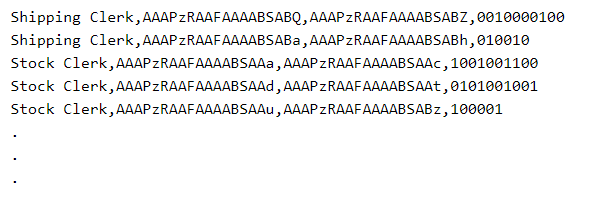 Shipping Clerk,AAAPzRAAFAAAABSABQ,AAAPzRAAFAAAABSABZ,0010000100
Shipping Clerk,AAAPzRAAFAAAABSABa,AAAPzRAAFAAAABSABh,010010
Stock Clerk,AAAPzRAAFAAAABSAAa,AAAPzRAAFAAAABSAAc,1001001100
Stock Clerk,AAAPzRAAFAAAABSAAd,AAAPzRAAFAAAABSAAt,0101001001
Stock Clerk,AAAPzRAAFAAAABSAAu,AAAPzRAAFAAAABSABz,100001
.
.
.